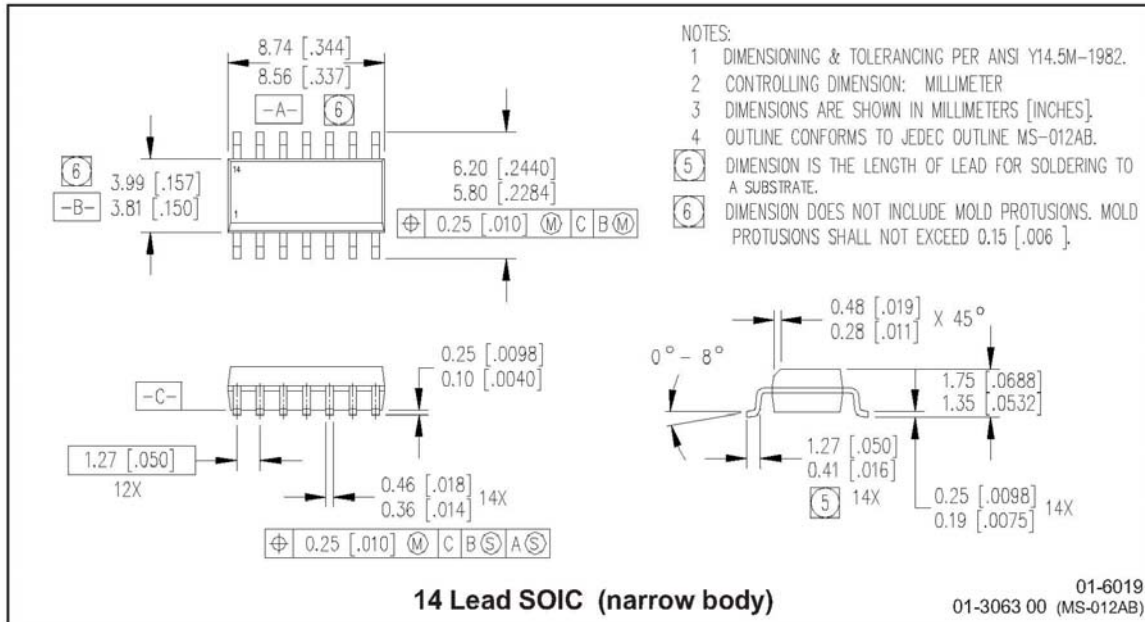 8.74 [.344]
8.56 [.337]
-A- 6
6
3.99 [.157]
3.81 [.150]
-B-
14
1
6.20 [.2440]
5.80 [.2284]
⌖ 0.25 [.010] Ⓜ C B Ⓜ
NOTES:
1 DIMENSIONING & TOLERANCING PER ANSI Y14.5M-1982.
2 CONTROLLING DIMENSION: MILLIMETER
3 DIMENSIONS ARE SHOWN IN MILLIMETERS [INCHES].
4 OUTLINE CONFORMS TO JEDEC OUTLINE MS-012AB.
5 DIMENSION IS THE LENGTH OF LEAD FOR SOLDERING TO
A SUBSTRATE.
6 DIMENSION DOES NOT INCLUDE MOLD PROTUSIONS. MOLD
PROTUSIONS SHALL NOT EXCEED 0.15 [.006 ].
0.25 [.0098]
0.10 [.0040]
-C-
1.27 [.050]
12X
0.46 [.018]
0.36 [.014] 14X
⌖ 0.25 [.010] Ⓜ C B Ⓢ A Ⓢ
0.48 [.019]
0.28 [.011] X 45°
0° - 8°
1.75 [.0688]
1.35 [.0532]
1.27 [.050]
0.41 [.016]
5 14X
0.25 [.0098]
0.19 [.0075] 14X
14 Lead SOIC (narrow body)
01-6019
01-3063 00 (MS-012AB)